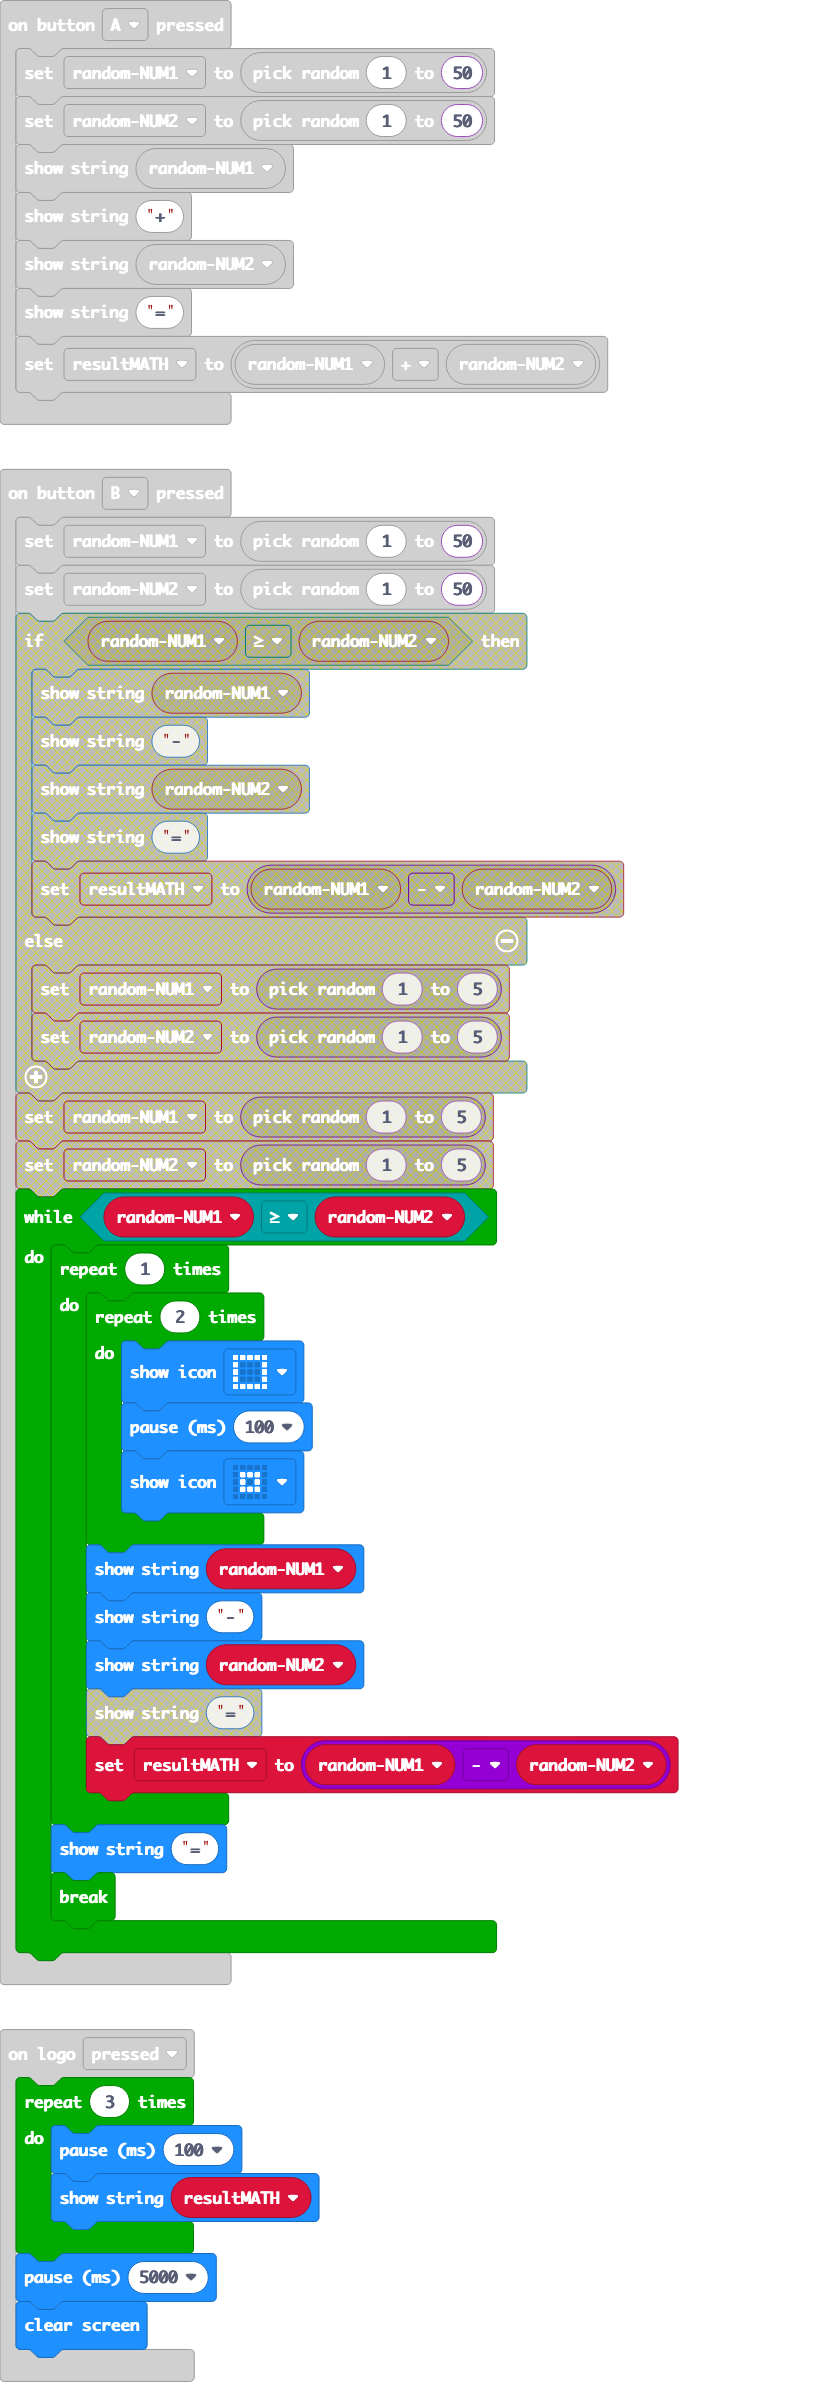 on button A pressed
set random-NUM1 to pick random 1 to 50
set random-NUM2 to pick random 1 to 50
show string random-NUM1
show string "+"
show string random-NUM2
show string "="
set resultMATH to random-NUM1 + random-NUM2
on button B pressed
set random-NUM1 to pick random 1 to 50
set random-NUM2 to pick random 1 to 50
if random-NUM1 ≥ random-NUM2 then
show string random-NUM1
show string "-"
show string random-NUM2
show string "="
set resultMATH to random-NUM1 - random-NUM2
else
set random-NUM1 to pick random 1 to 5
set random-NUM2 to pick random 1 to 5
set random-NUM1 to pick random 1 to 5
set random-NUM2 to pick random 1 to 5
while random-NUM1 ≥ random-NUM2
do repeat 1 times
do repeat 2 times
do show icon
pause (ms) 100
show icon
show string random-NUM1
show string "-"
show string random-NUM2
show string "="
set resultMATH to random-NUM1 - random-NUM2
show string "="
break
on logo pressed
repeat 3 times
do pause (ms) 100
show string resultMATH
pause (ms) 5000
clear screen